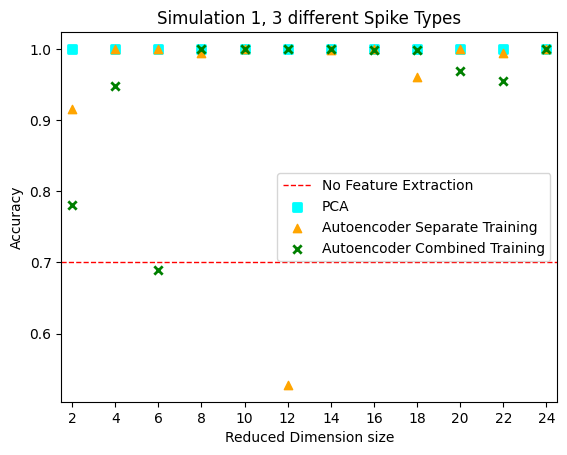 Simulation 1, 3 different Spike Types
Accuracy
1.0
0.9
0.8
0.7
0.6
No Feature Extraction
PCA
Autoencoder Separate Training
Autoencoder Combined Training
2 4 6 8 10 12 14 16 18 20 22 24
Reduced Dimension size